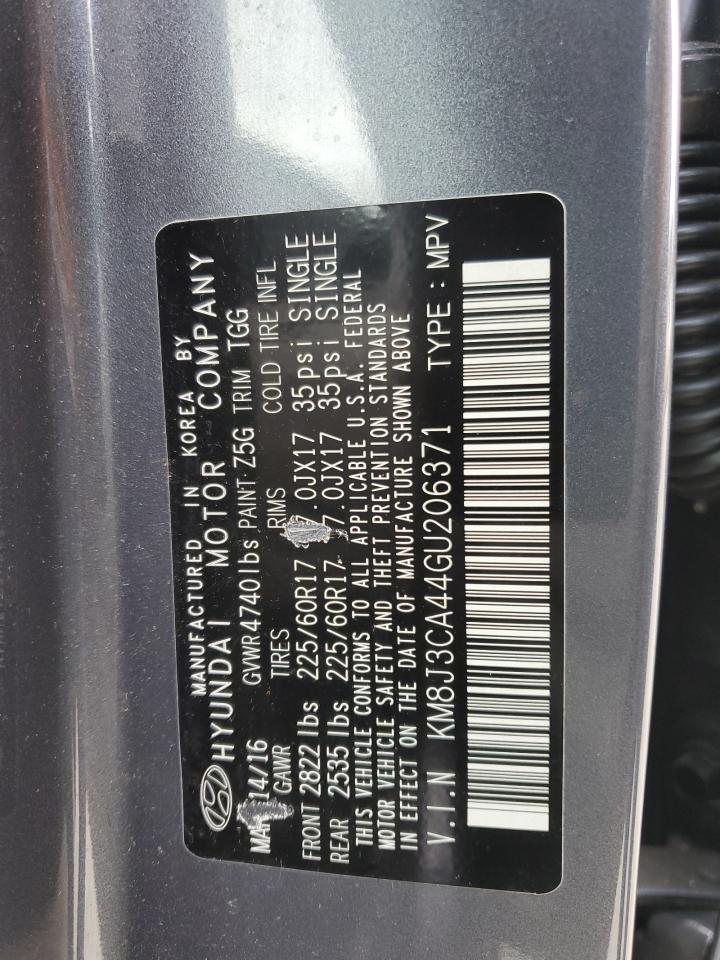 MANUFACTURED IN KOREA BY
HYUNDAI MOTOR COMPANY
14/16 GVWR 4740lbs PAINT Z5G TRIM TGG
GAWR TIRES RIMS COLD TIRE INFL
FRONT 2822 lbs 225/60R17 .0JX17 35psi SINGLE
REAR 2535 lbs 225/60R17 7.0JX17 35psi SINGLE
THIS VEHICLE CONFORMS TO ALL APPLICABLE U.S.A. FEDERAL
MOTOR VEHICLE SAFETY AND THEFT PREVENTION STANDARDS
IN EFFECT ON THE DATE OF MANUFACTURE SHOWN ABOVE
V.I.N KM8J3CA44GU206371 TYPE : MPV